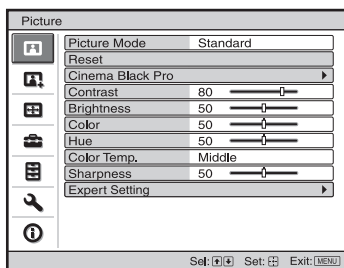 Picture
Picture Mode Standard
Reset
Cinema Black Pro
Contrast 80
Brightness 50
Color 50
Hue 50
Color Temp. Middle
Sharpness 50
Expert Setting
Sel: Set: Exit: MENU